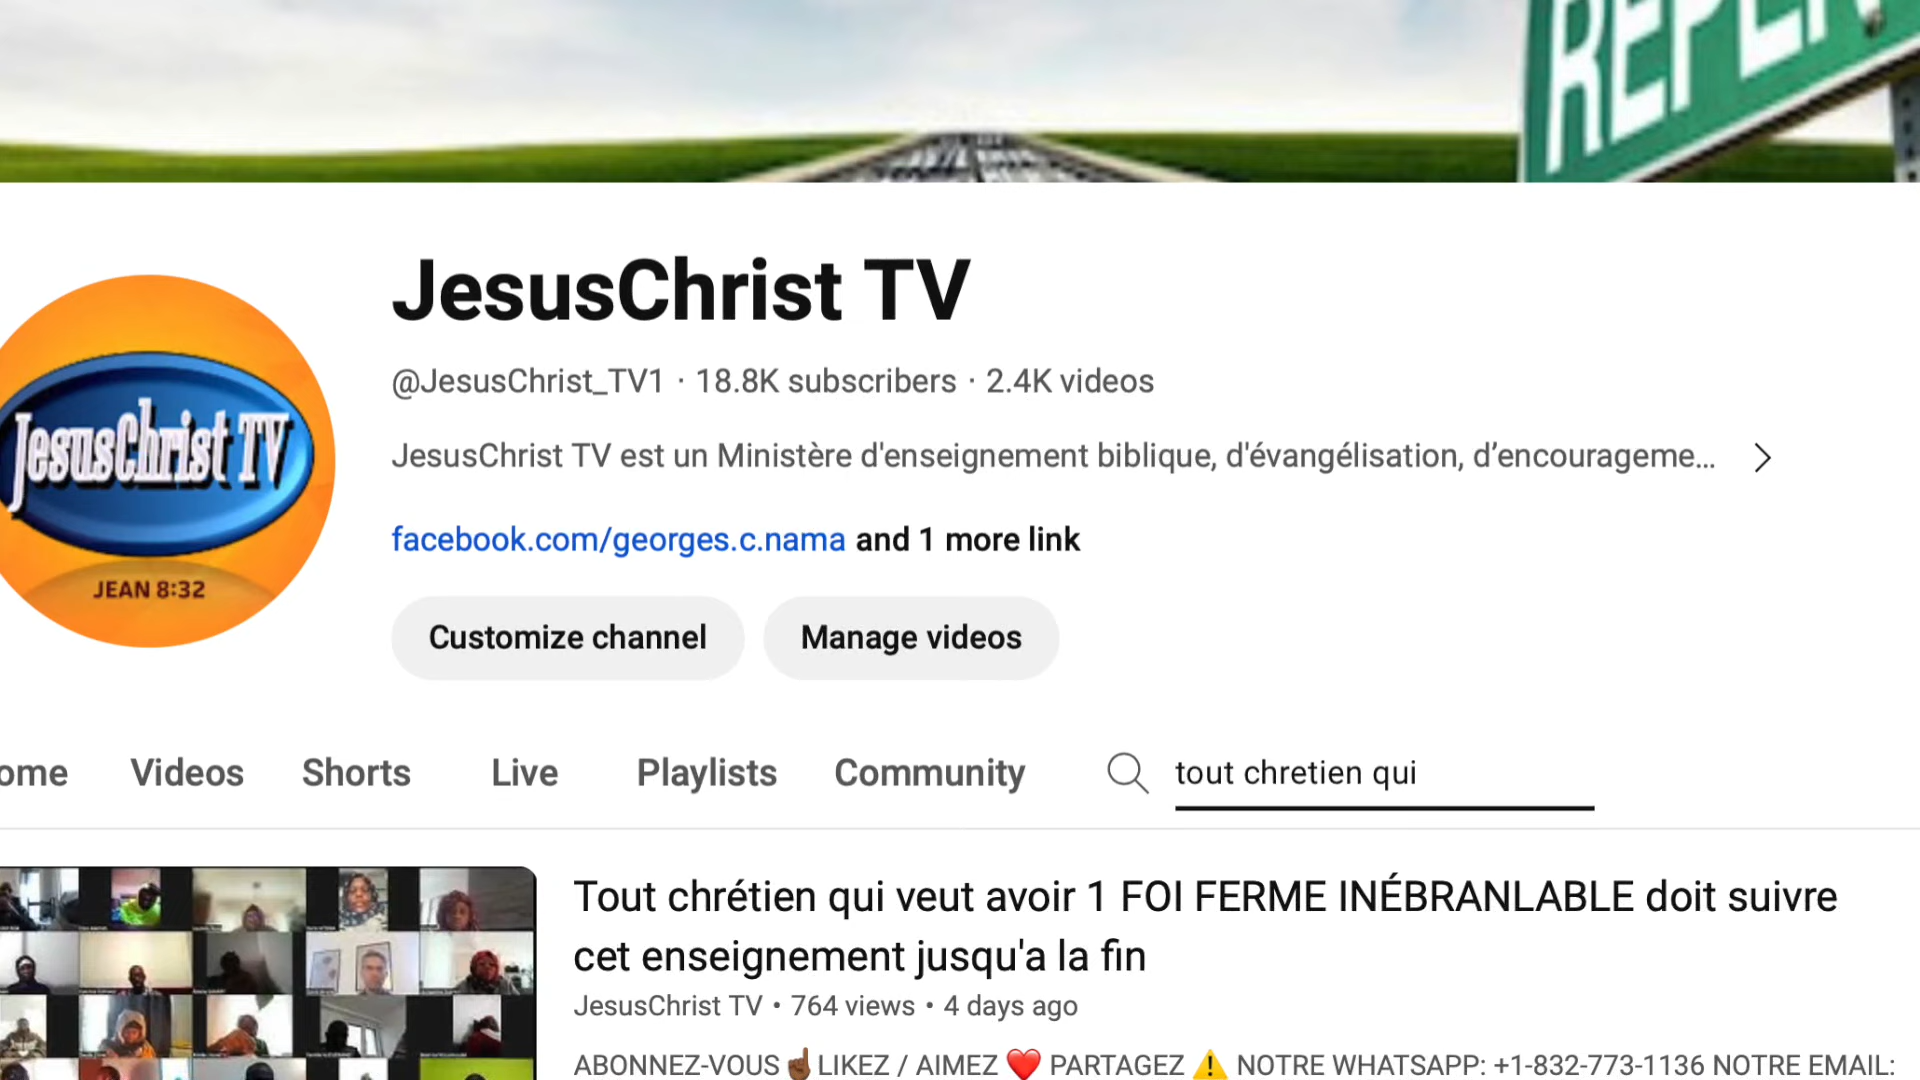 REPEN
JesusChrist TV
@JesusChrist_TV1 · 18.8K subscribers · 2.4K videos
JesusChrist TV
JesusChrist TV est un Ministère d'enseignement biblique, d'évangélisation, d’encourageme...
facebook.com/georges.c.nama and 1 more link
JEAN 8:32
Customize channel Manage videos
ome Videos Shorts Live Playlists Community tout chretien qui
Tout chrétien qui veut avoir 1 FOI FERME INÉBRANLABLE doit suivre
cet enseignement jusqu'a la fin
JesusChrist TV • 764 views • 4 days ago
ABONNEZ-VOUS ☝🏾LIKEZ / AIMEZ ❤️ PARTAGEZ ⚠️ NOTRE WHATSAPP: +1-832-773-1136 NOTRE EMAIL: